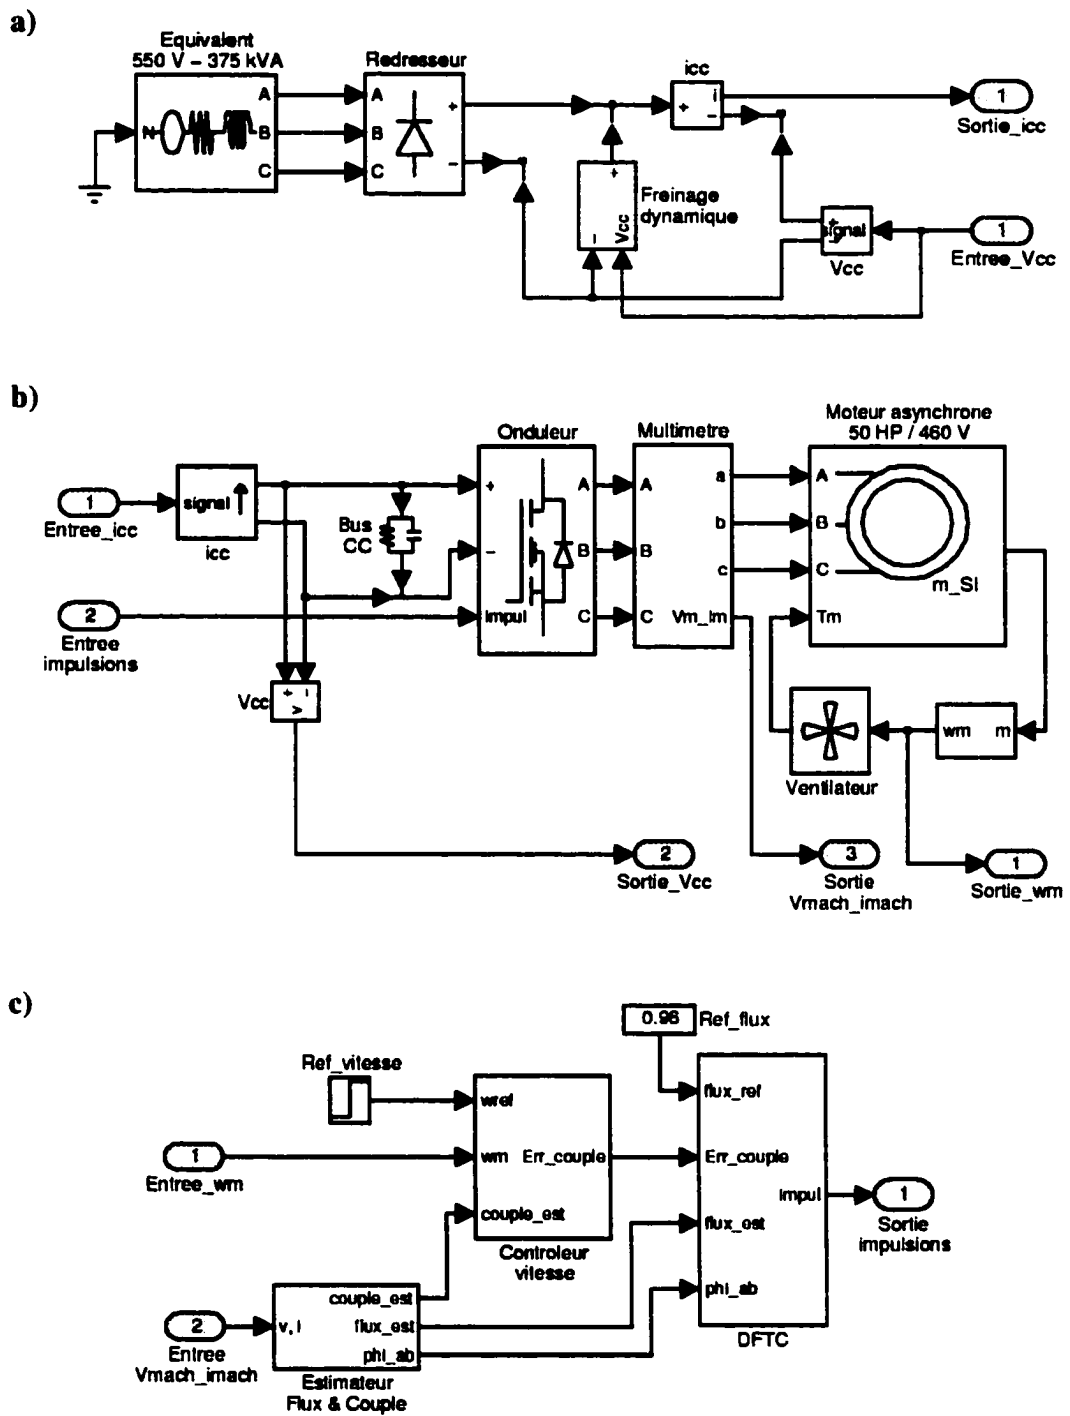 a)
Equivalent
550 V – 375 kVA
N
A
B
C
Redresseur
A
B
C
+
−
Freinage
dynamique
+
−
Vcc
icc
+
i
−
1
Sortie_icc
+
−
signal
Vcc
1
Entree_Vcc
b)
1
Entree_icc
signal
icc
2
Entree
impulsions
Bus
CC
Vcc
+
−
v
Onduleur
+
−
Impul
A
B
C
Multimetre
A
B
C
a
b
c
Vm_Im
Moteur asynchrone
50 HP / 460 V
A
B
C
Tm
m_SI
Ventilateur
wm
m
2
Sortie_Vcc
3
Sortie
Vmach_imach
1
Sortie_wm
c)
0.96
Ref_flux
Ref_vitesse
1
Entree_wm
wref
wm
Err_couple
couple_est
Controleur
vitesse
2
Entree
Vmach_imach
v,i
couple_est
flux_est
phi_ab
Estimateur
Flux & Couple
flux_ref
Err_couple
flux_est
phi_ab
Impul
DFTC
1
Sortie
impulsions